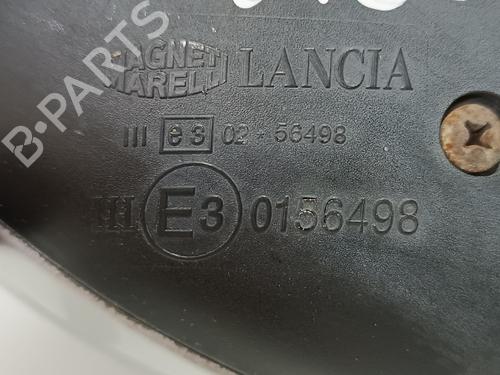 MAGNETI
MARELLI LANCIA
III e3 02 * 56498
III E3 0156498
B-PARTS